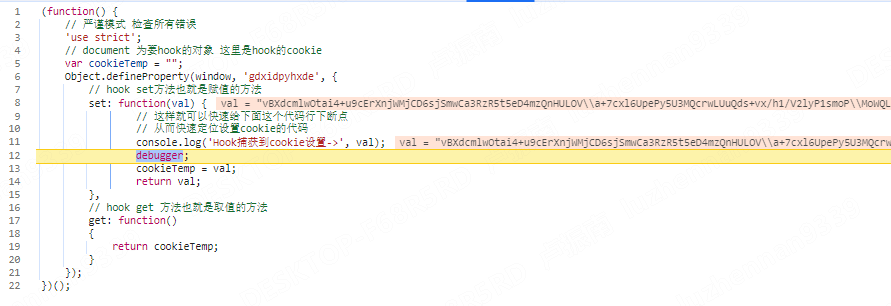 1 (function() {
2 // 严谨模式 检查所有错误
3 'use strict';
4 // document 为要hook的对象 这里是hook的cookie
5 var cookieTemp = "";
6 Object.defineProperty(window, 'gdxidpyhxde', {
7 // hook set方法也就是赋值的方法
8 set: function(val) { val = "vBXdcmlwOtai4+u9cErXnjWMjCD6sjSmwCa3RzR5t5eD4mzQnHULOV\\a+7cxl6UpePy5U3MQcrwLUuQds+vx/h1/V2lyP1smoP\\MoWQL
9 // 这样就可以快速给下面这个代码行下断点
10 // 从而快速定位设置cookie的代码
11 console.log('Hook捕获到cookie设置->', val); val = "vBXdcmlwOtai4+u9cErXnjWMjCD6sjSmwCa3RzR5t5eD4mzQnHULOV\\a+7cxl6UpePy5U3MQcrw
12 debugger;
13 cookieTemp = val;
14 return val;
15 },
16 // hook get 方法也就是取值的方法
17 get: function()
18 {
19 return cookieTemp;
20 }
21 });
22 })();